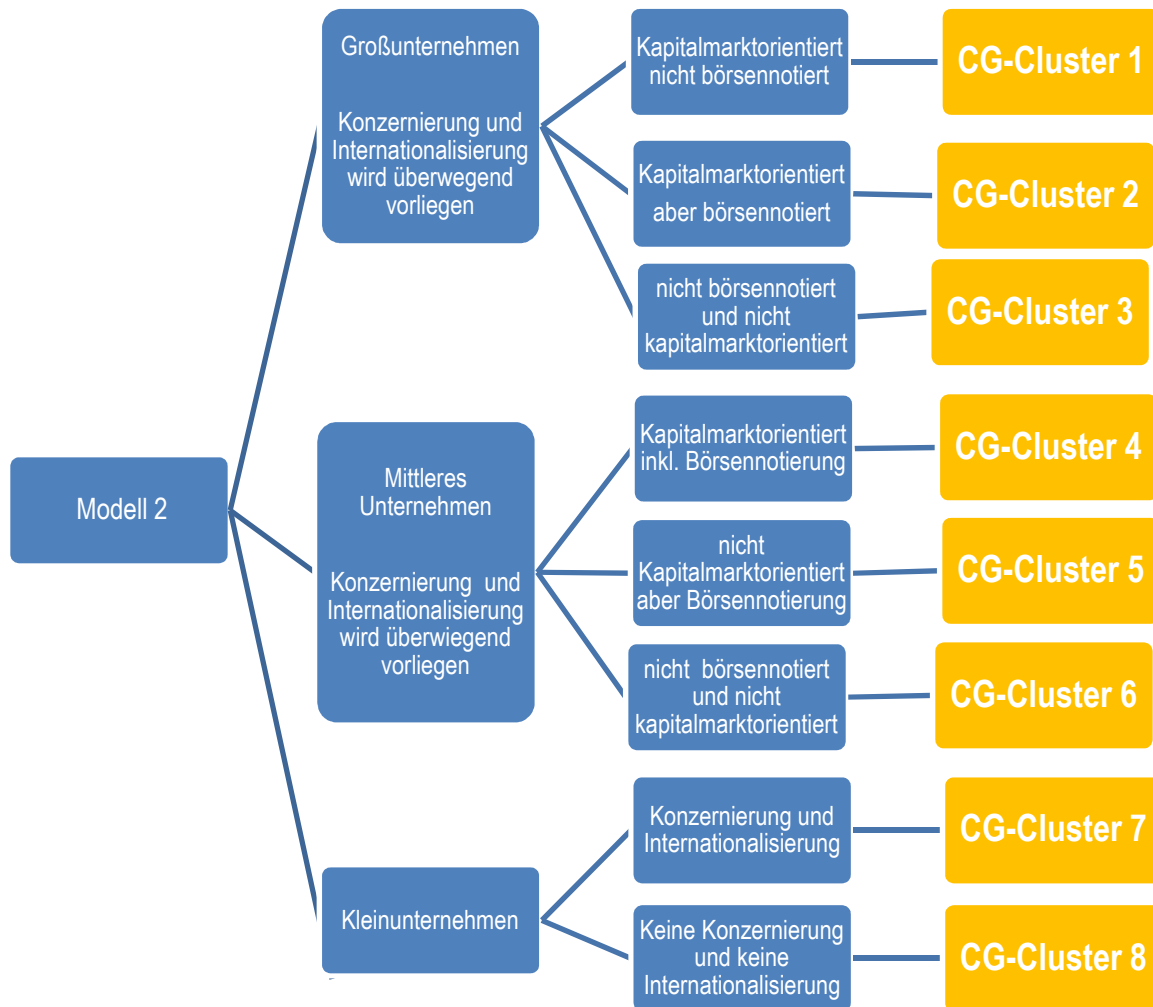 Modell 2
Großunternehmen
Konzernierung und
Internationalisierung
wird überwegend
vorliegen
Kapitalmarktorientiert
nicht börsennotiert
CG-Cluster 1
Kapitalmarktorientiert
aber börsennotiert
CG-Cluster 2
nicht börsennotiert
und nicht
kapitalmarktorientiert
CG-Cluster 3
Mittleres
Unternehmen
Konzernierung und
Internationalisierung
wird überwiegend
vorliegen
Kapitalmarktorientiert
inkl. Börsennotierung
CG-Cluster 4
nicht
Kapitalmarktorientiert
aber Börsennotierung
CG-Cluster 5
nicht börsennotiert
und nicht
kapitalmarktorientiert
CG-Cluster 6
Kleinunternehmen
Konzernierung und
Internationalisierung
CG-Cluster 7
Keine Konzernierung
und keine
Internationalisierung
CG-Cluster 8